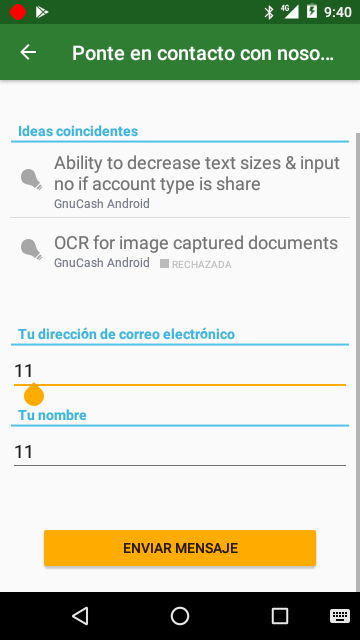 4G
9:40
Ponte en contacto con noso...
Ideas coincidentes
Ability to decrease text sizes & input
no if account type is share
GnuCash Android
OCR for image captured documents
GnuCash Android RECHAZADA
Tu dirección de correo electrónico
11
Tu nombre
11
ENVIAR MENSAJE